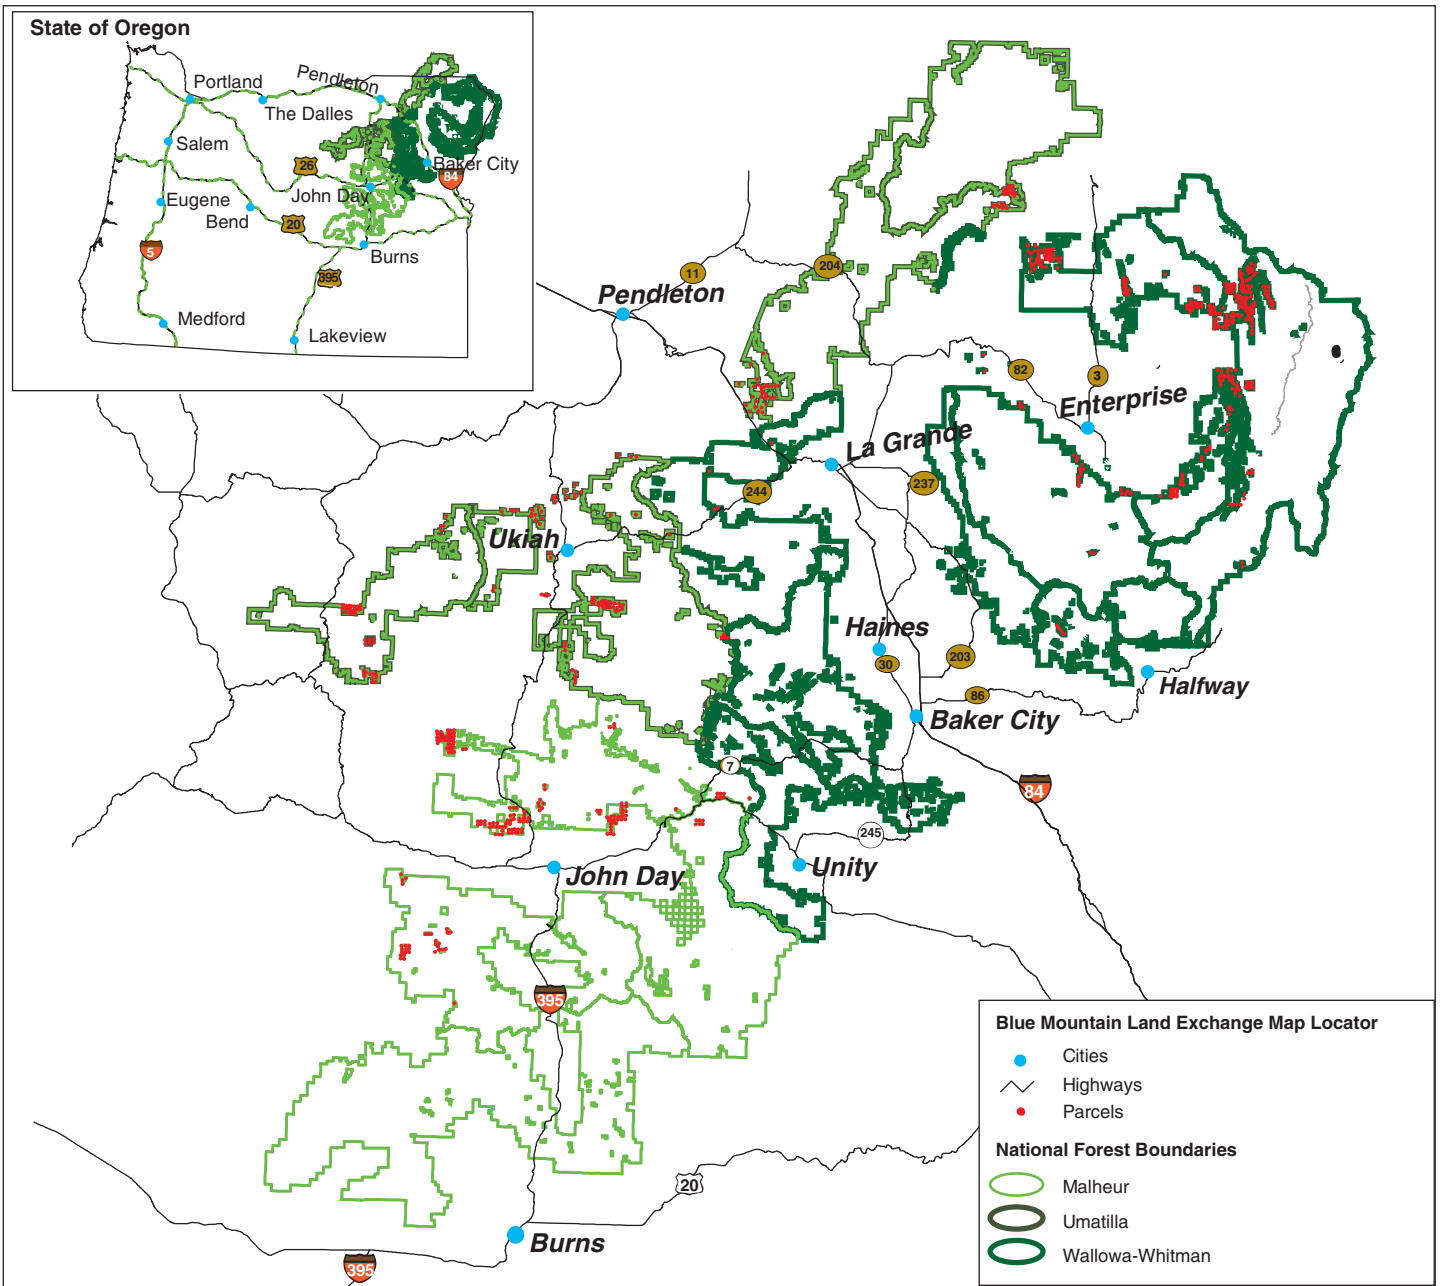 State of Oregon
Portland
Pendleton
The Dalles
Salem
26
Baker City
84
John Day
Eugene
Bend
20
5
Burns
395
Medford
Lakeview
204
11
Pendleton
82
3
Enterprise
La Grande
237
244
Ukiah
Haines
30
203
86
Halfway
Baker City
7
84
245
Unity
John Day
395
20
Burns
395
Blue Mountain Land Exchange Map Locator
Cities
Highways
Parcels
National Forest Boundaries
Malheur
Umatilla
Wallowa-Whitman